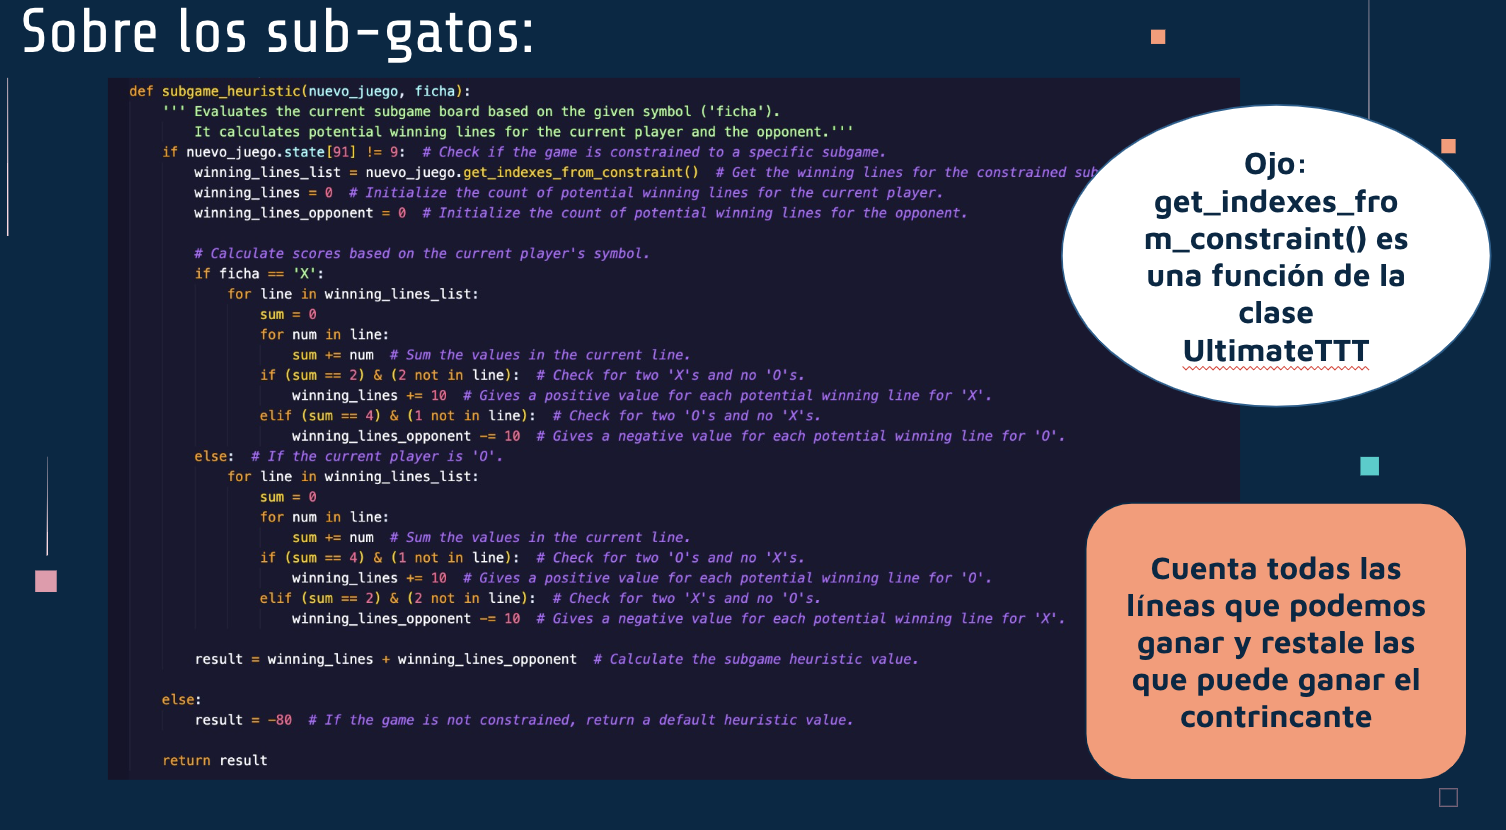 Sobre los sub-gatos:
def subgame_heuristic(nuevo_juego, ficha):
    ''' Evaluates the current subgame board based on the given symbol ('ficha').
        It calculates potential winning lines for the current player and the opponent.'''
    if nuevo_juego.state[91] != 9:  # Check if the game is constrained to a specific subgame.
        winning_lines_list = nuevo_juego.get_indexes_from_constraint()  # Get the winning lines for the constrained
        winning_lines = 0  # Initialize the count of potential winning lines for the current player.
        winning_lines_opponent = 0  # Initialize the count of potential winning lines for the opponent.
        # Calculate scores based on the current player's symbol.
        if ficha == 'X':
            for line in winning_lines_list:
                sum = 0
                for num in line:
                    sum += num  # Sum the values in the current line.
                if (sum == 2) & (2 not in line):  # Check for two 'X's and no 'O's.
                    winning_lines += 10  # Gives a positive value for each potential winning line for 'X'.
                elif (sum == 4) & (1 not in line):  # Check for two 'O's and no 'X's.
                    winning_lines_opponent -= 10  # Gives a negative value for each potential winning line for 'O'.
        else:  # If the current player is 'O'.
            for line in winning_lines_list:
                sum = 0
                for num in line:
                    sum += num  # Sum the values in the current line.
                if (sum == 4) & (1 not in line):  # Check for two 'O's and no 'X's.
                    winning_lines += 10  # Gives a positive value for each potential winning line for 'O'.
                elif (sum == 2) & (2 not in line):  # Check for two 'X's and no 'O's.
                    winning_lines_opponent -= 10  # Gives a negative value for each potential winning line for 'X'.
        result = winning_lines + winning_lines_opponent  # Calculate the subgame heuristic value.
    else:
        result = -80  # If the game is not constrained, return a default heuristic value.
    return result
Ojo:
get_indexes_fro
m_constraint() es
una función de la
clase
UltimateTTT
Cuenta todas las
líneas que podemos
ganar y restale las
que puede ganar el
contrincante